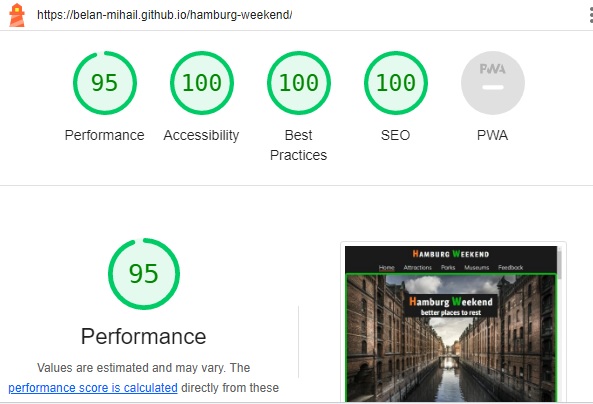 https://belan-mihail.github.io/hamburg-weekend/
95
100
100
100
PWA
Performance
Accessibility
Best
Practices
SEO
PWA
95
Performance
Values are estimated and may vary. The
performance score is calculated directly from these
Hamburg Weekend
Home Attractions Parks Museums Feedback
Hamburg Weekend
better places to rest